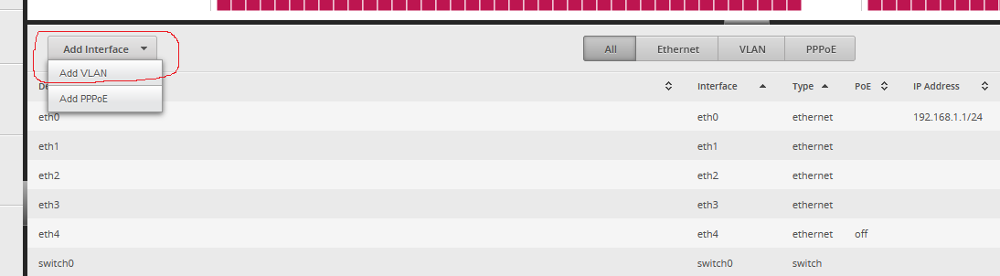 Add Interface
All Ethernet VLAN PPPoE
Add VLAN
Add PPPoE
Interface Type PoE IP Address
eth0 eth0 ethernet 192.168.1.1/24
eth1 eth1 ethernet
eth2 eth2 ethernet
eth3 eth3 ethernet
eth4 eth4 ethernet off
switch0 switch0 switch